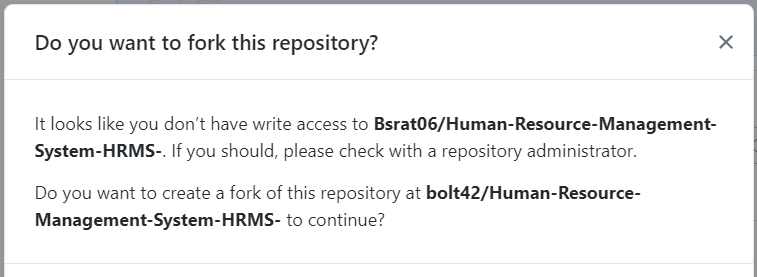 Do you want to fork this repository?
It looks like you don't have write access to Bsrat06/Human-Resource-Management-
System-HRMS-. If you should, please check with a repository administrator.
Do you want to create a fork of this repository at bolt42/Human-Resource-
Management-System-HRMS- to continue?